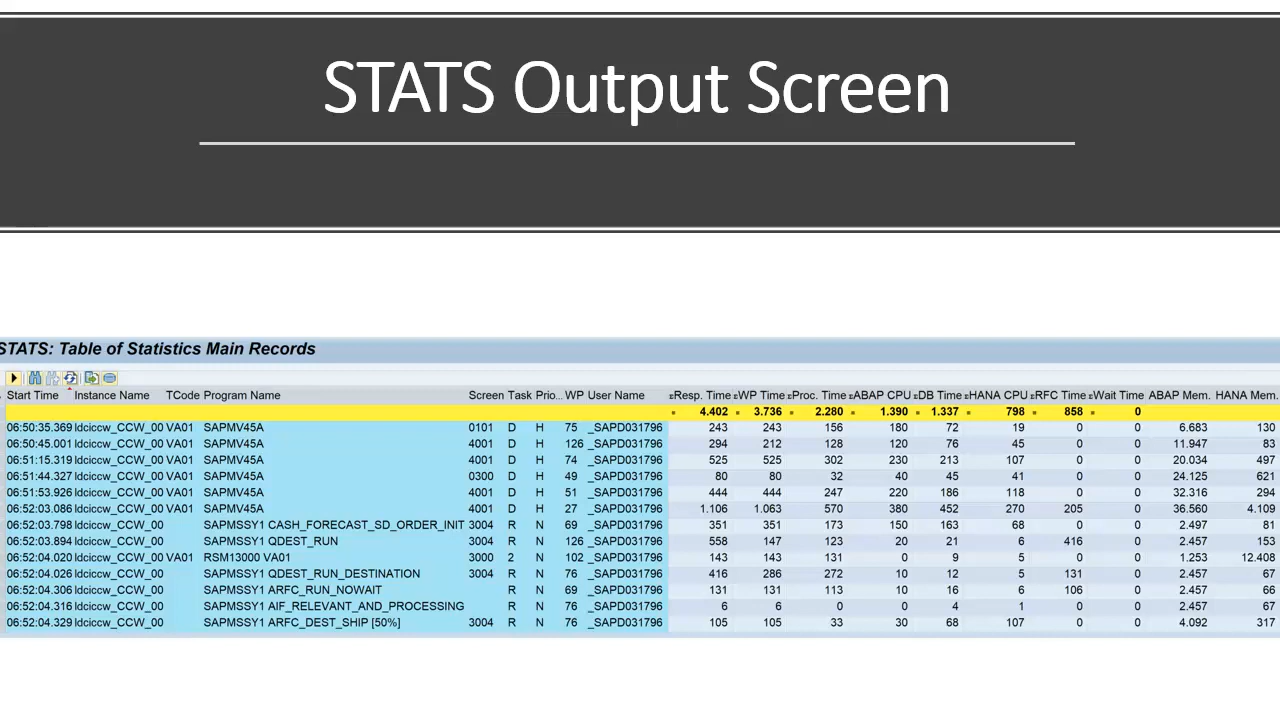 STATS Output Screen
STATS: Table of Statistics Main Records
Start Time Instance Name TCode Program Name Screen Task Prio... WP User Name ΣResp. Time ΣWP Time ΣProc. Time ΣABAP CPU ΣDB Time ΣHANA CPU ΣRFC Time ΣWait Time ABAP Mem. HANA Mem.
4.402 3.736 2.280 1.390 1.337 798 858 0
06:50:35.369 ldciccw_CCW_00 VA01 SAPMV45A 0101 D H 75 _SAPD031796 243 243 156 180 72 19 0 0 6.683 130
06:50:45.001 ldciccw_CCW_00 VA01 SAPMV45A 4001 D H 126 _SAPD031796 294 212 128 120 76 45 0 0 11.947 83
06:51:15.319 ldciccw_CCW_00 VA01 SAPMV45A 4001 D H 74 _SAPD031796 525 525 302 230 213 107 0 0 20.034 497
06:51:44.327 ldciccw_CCW_00 VA01 SAPMV45A 0300 D H 49 _SAPD031796 80 80 32 40 45 41 0 0 24.125 621
06:51:53.926 ldciccw_CCW_00 VA01 SAPMV45A 4001 D H 51 _SAPD031796 444 444 247 220 186 118 0 0 32.316 294
06:52:03.086 ldciccw_CCW_00 VA01 SAPMV45A 4001 D H 27 _SAPD031796 1.106 1.063 570 380 452 270 205 0 36.560 4.109
06:52:03.798 ldciccw_CCW_00 SAPMSSY1 CASH_FORECAST_SD_ORDER_INIT 3004 R N 69 _SAPD031796 351 351 173 150 163 68 0 0 2.497 81
06:52:03.894 ldciccw_CCW_00 SAPMSSY1 QDEST_RUN 3004 R N 126 _SAPD031796 558 147 123 20 21 6 416 0 2.457 153
06:52:04.020 ldciccw_CCW_00 VA01 RSM13000 VA01 3000 2 N 102 _SAPD031796 143 143 131 0 9 5 0 0 1.253 12.408
06:52:04.026 ldciccw_CCW_00 SAPMSSY1 QDEST_RUN_DESTINATION 3004 R N 76 _SAPD031796 416 286 272 10 12 5 131 0 2.457 67
06:52:04.306 ldciccw_CCW_00 SAPMSSY1 ARFC_RUN_NOWAIT R N 69 _SAPD031796 131 131 113 10 16 6 106 0 2.457 66
06:52:04.316 ldciccw_CCW_00 SAPMSSY1 AIF_RELEVANT_AND_PROCESSING R N 76 _SAPD031796 6 6 0 0 4 1 0 0 2.457 67
06:52:04.329 ldciccw_CCW_00 SAPMSSY1 ARFC_DEST_SHIP [50%] 3004 R N 76 _SAPD031796 105 105 33 30 68 107 0 0 4.092 317